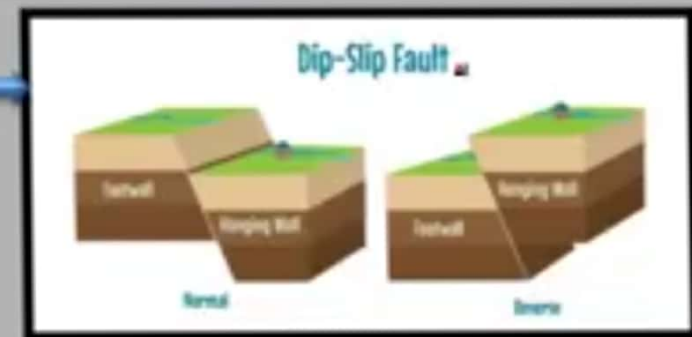 Dip-Slip Fault
Footwall
Hanging Wall
Normal
Footwall
Hanging Wall
Reverse